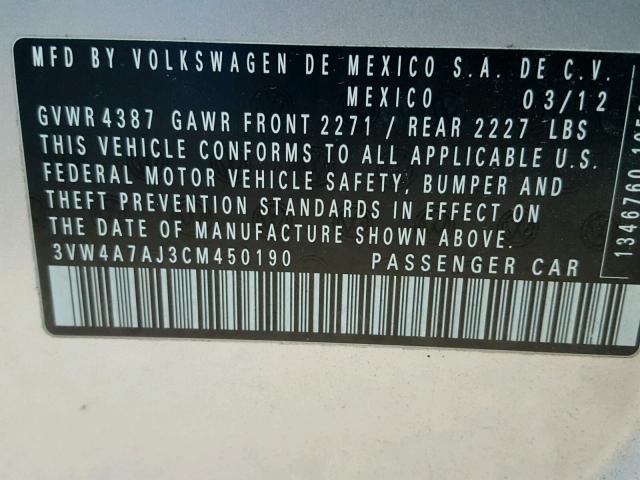 MFD BY VOLKSWAGEN DE MEXICO S.A. DE C.V.
MEXICO 03/12
GVWR 4387 GAWR FRONT 2271 / REAR 2227 LBS
THIS VEHICLE CONFORMS TO ALL APPLICABLE U.S.
FEDERAL MOTOR VEHICLE SAFETY, BUMPER AND
THEFT PREVENTION STANDARDS IN EFFECT ON
THE DATE OF MANUFACTURE SHOWN ABOVE.
3VW4A7AJ3CM450190 PASSENGER CAR